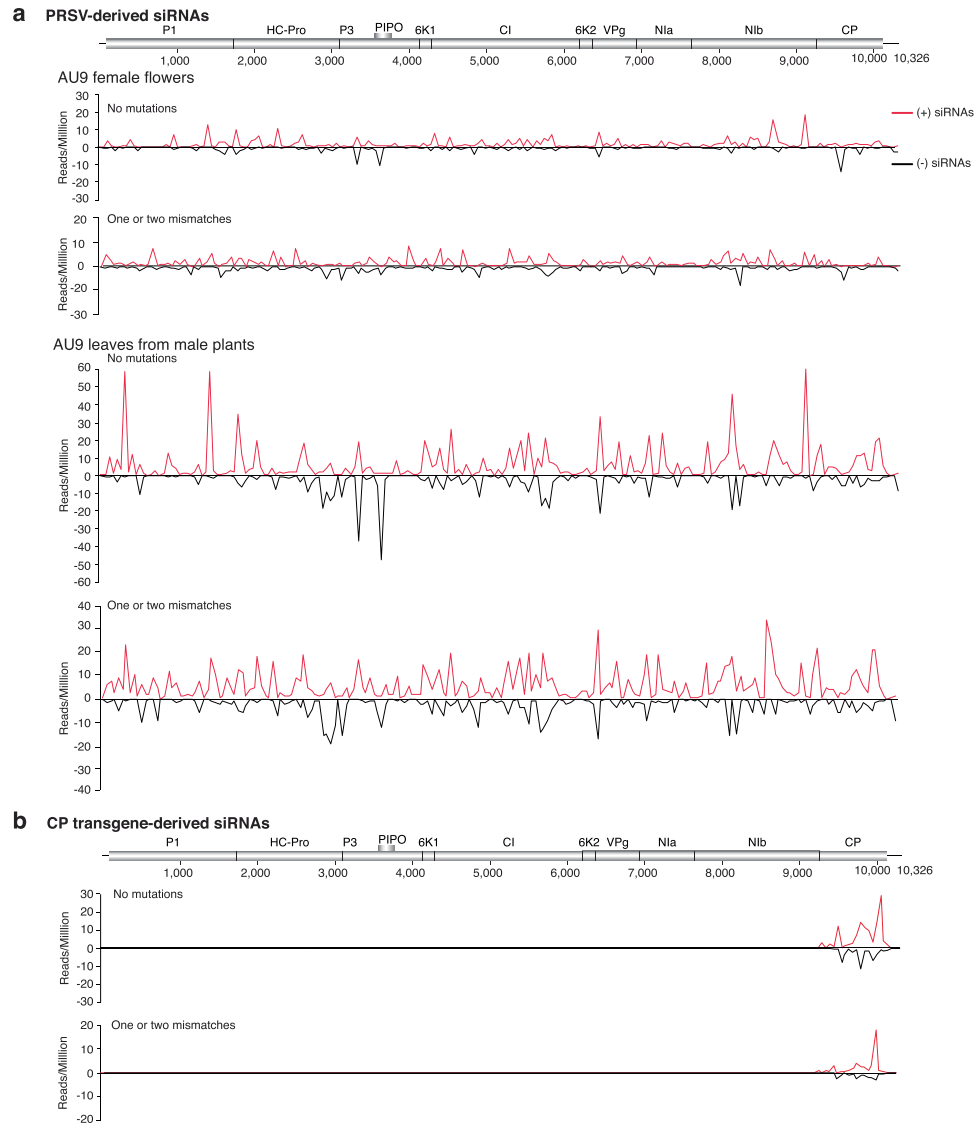 a PRSV-derived siRNAs
P1 HC-Pro P3 PIPO 6K1 CI 6K2 VPg NIa NIb CP
1,000 2,000 3,000 4,000 5,000 6,000 7,000 8,000 9,000 10,000 10,326
AU9 female flowers
No mutations
30
20
10
0
-10
-20
-30
Reads/Milllion
(+) siRNAs
(-) siRNAs
One or two mismatches
20
10
0
-10
-20
-30
Reads/Million
AU9 leaves from male plants
No mutations
60
50
40
30
20
10
0
-10
-20
-30
-40
-50
-60
Reads/Million
One or two mismatches
40
30
20
10
0
-10
-20
-30
-40
Reads/Million
b CP transgene-derived siRNAs
P1 HC-Pro P3 PIPO 6K1 CI 6K2 VPg NIa NIb CP
1,000 2,000 3,000 4,000 5,000 6,000 7,000 8,000 9,000 10,000 10,326
No mutations
30
20
10
0
-10
-20
-30
Reads/Milllion
One or two mismatches
20
10
0
-10
-20
Reads/Million